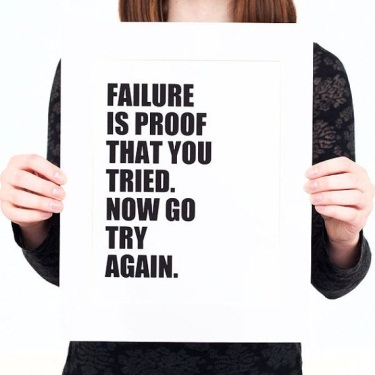 FAILURE
IS PROOF
THAT YOU
TRIED.
NOW GO
TRY
AGAIN.